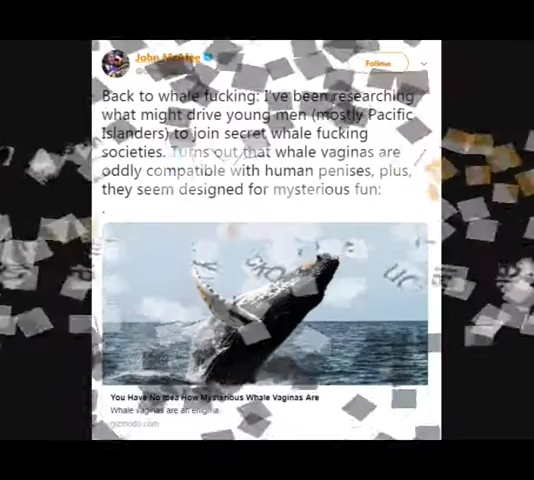 John McAfee
Follow
Back to whale fucking: I've been researching
what might drive young men (mostly Pacific
Islanders) to join secret whale fucking
societies. Turns out that whale vaginas are
oddly compatible with human penises, plus,
they seem designed for mysterious fun:
.
You Have No Idea How Mysterious Whale Vaginas Are
Whale vaginas are an enigma
gizmodo.com